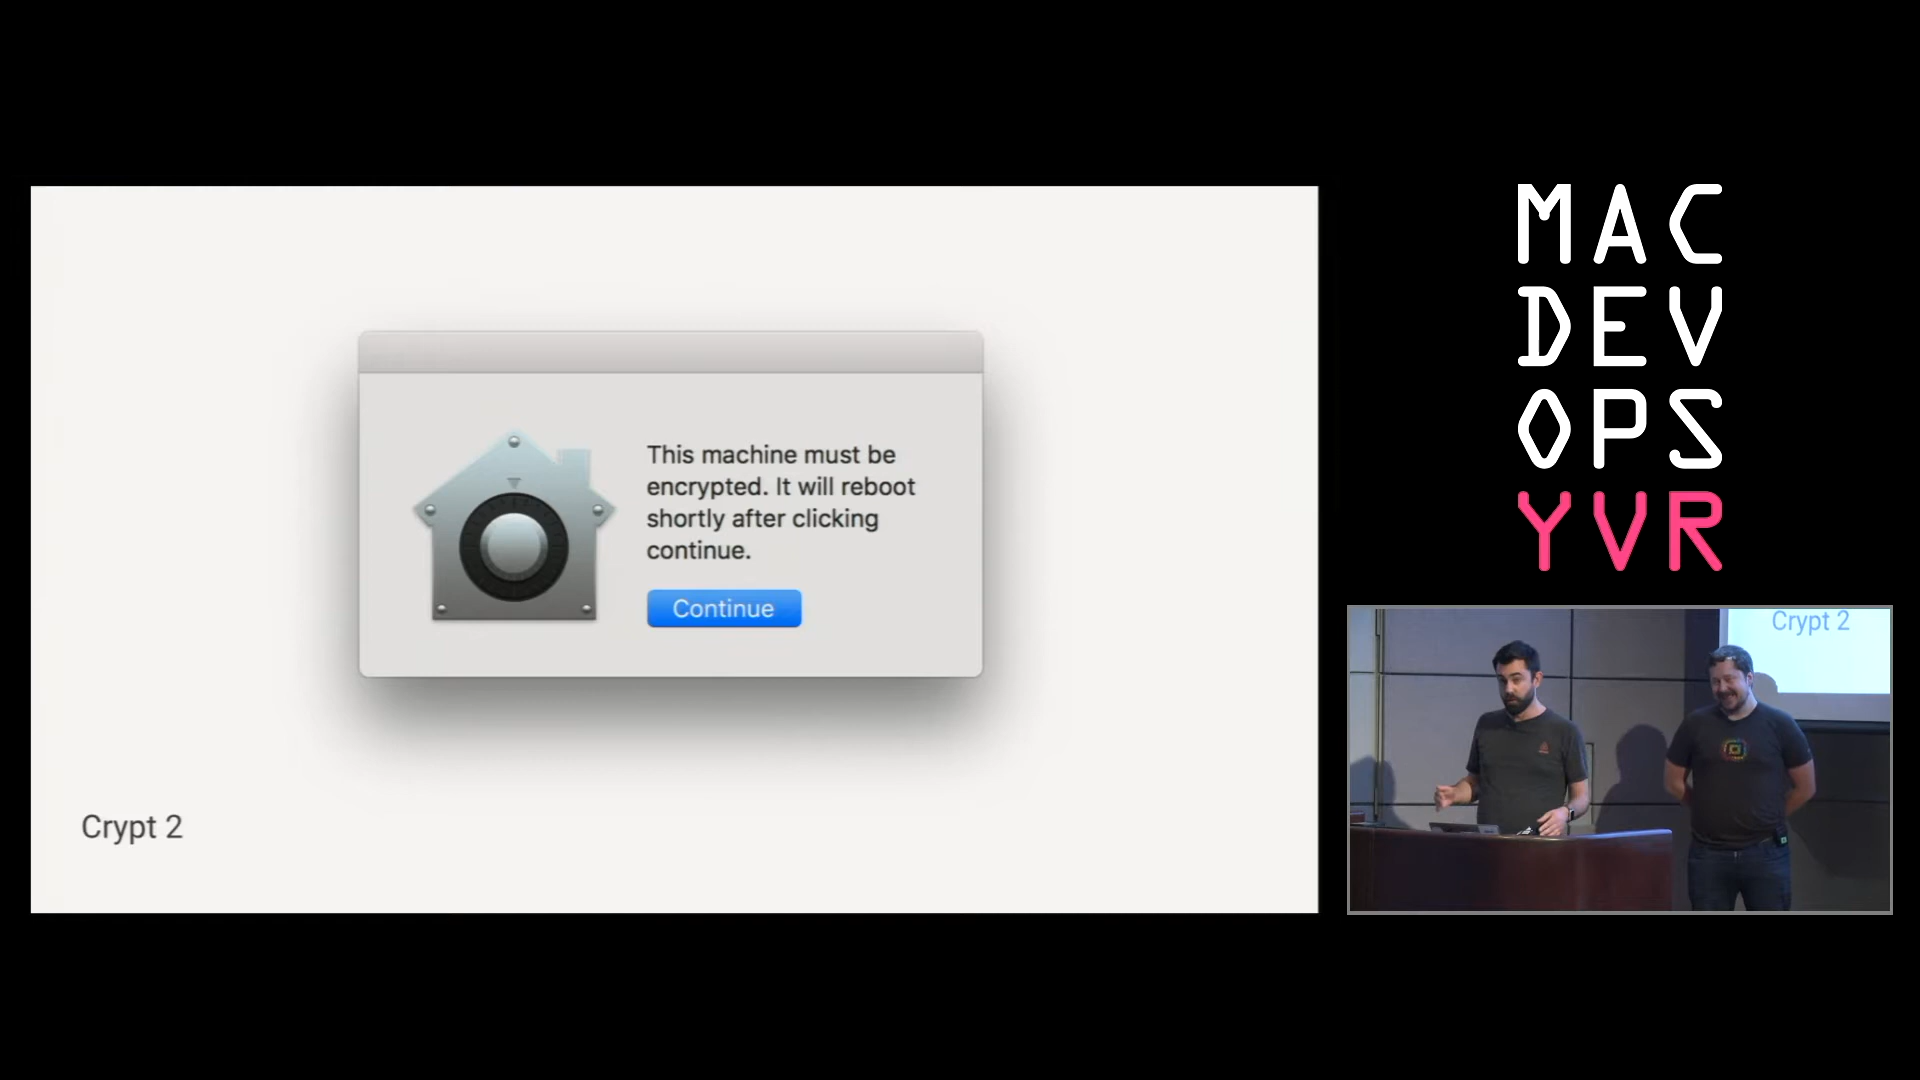 This machine must be
encrypted. It will reboot
shortly after clicking
continue.
Continue
Crypt 2
MAC
DEV
OPS
YVR
Crypt 2